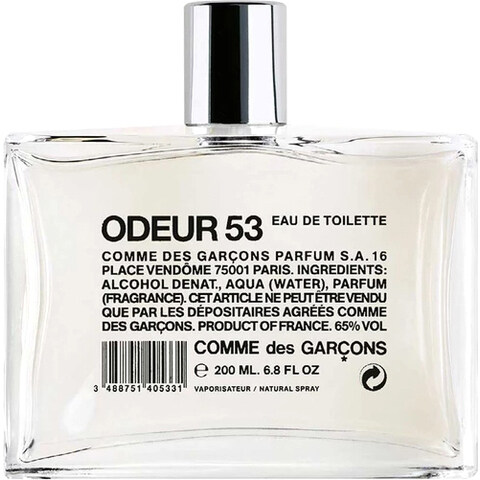 ODEUR 53 EAU DE TOILETTE
COMME DES GARÇONS PARFUM S.A. 16
PLACE VENDÔME 75001 PARIS. INGREDIENTS:
ALCOHOL DENAT., AQUA (WATER), PARFUM
(FRAGRANCE). CET ARTICLE NE PEUT ÊTRE VENDU
QUE PAR LES DÉPOSITAIRES AGRÉÉS COMME
DES GARÇONS. PRODUCT OF FRANCE. 65% VOL
COMME des GARÇONS
℮ 200 ML. 6.8 FL OZ
3 488751 405331 VAPORISATEUR / NATURAL SPRAY